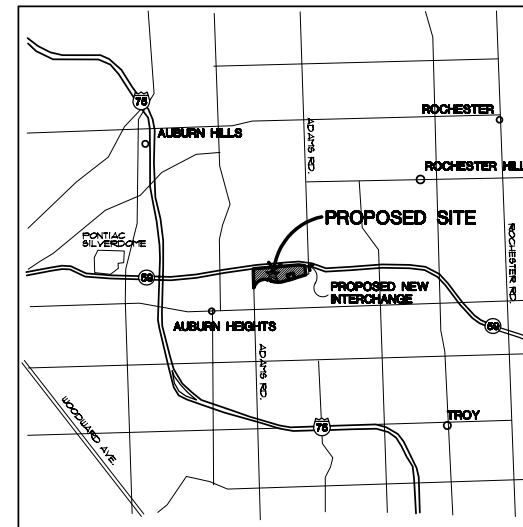 75
ROCHESTER
AUBURN HILLS
ADAMS RD.
ROCHESTER HILL
PROPOSED SITE
PONTIAC
SILVERDOME
ROCHESTER RD.
59
PROPOSED NEW
INTERCHANGE
AUBURN HEIGHTS
59
ADAMS RD.
WOODWARD AVE.
75
TROY